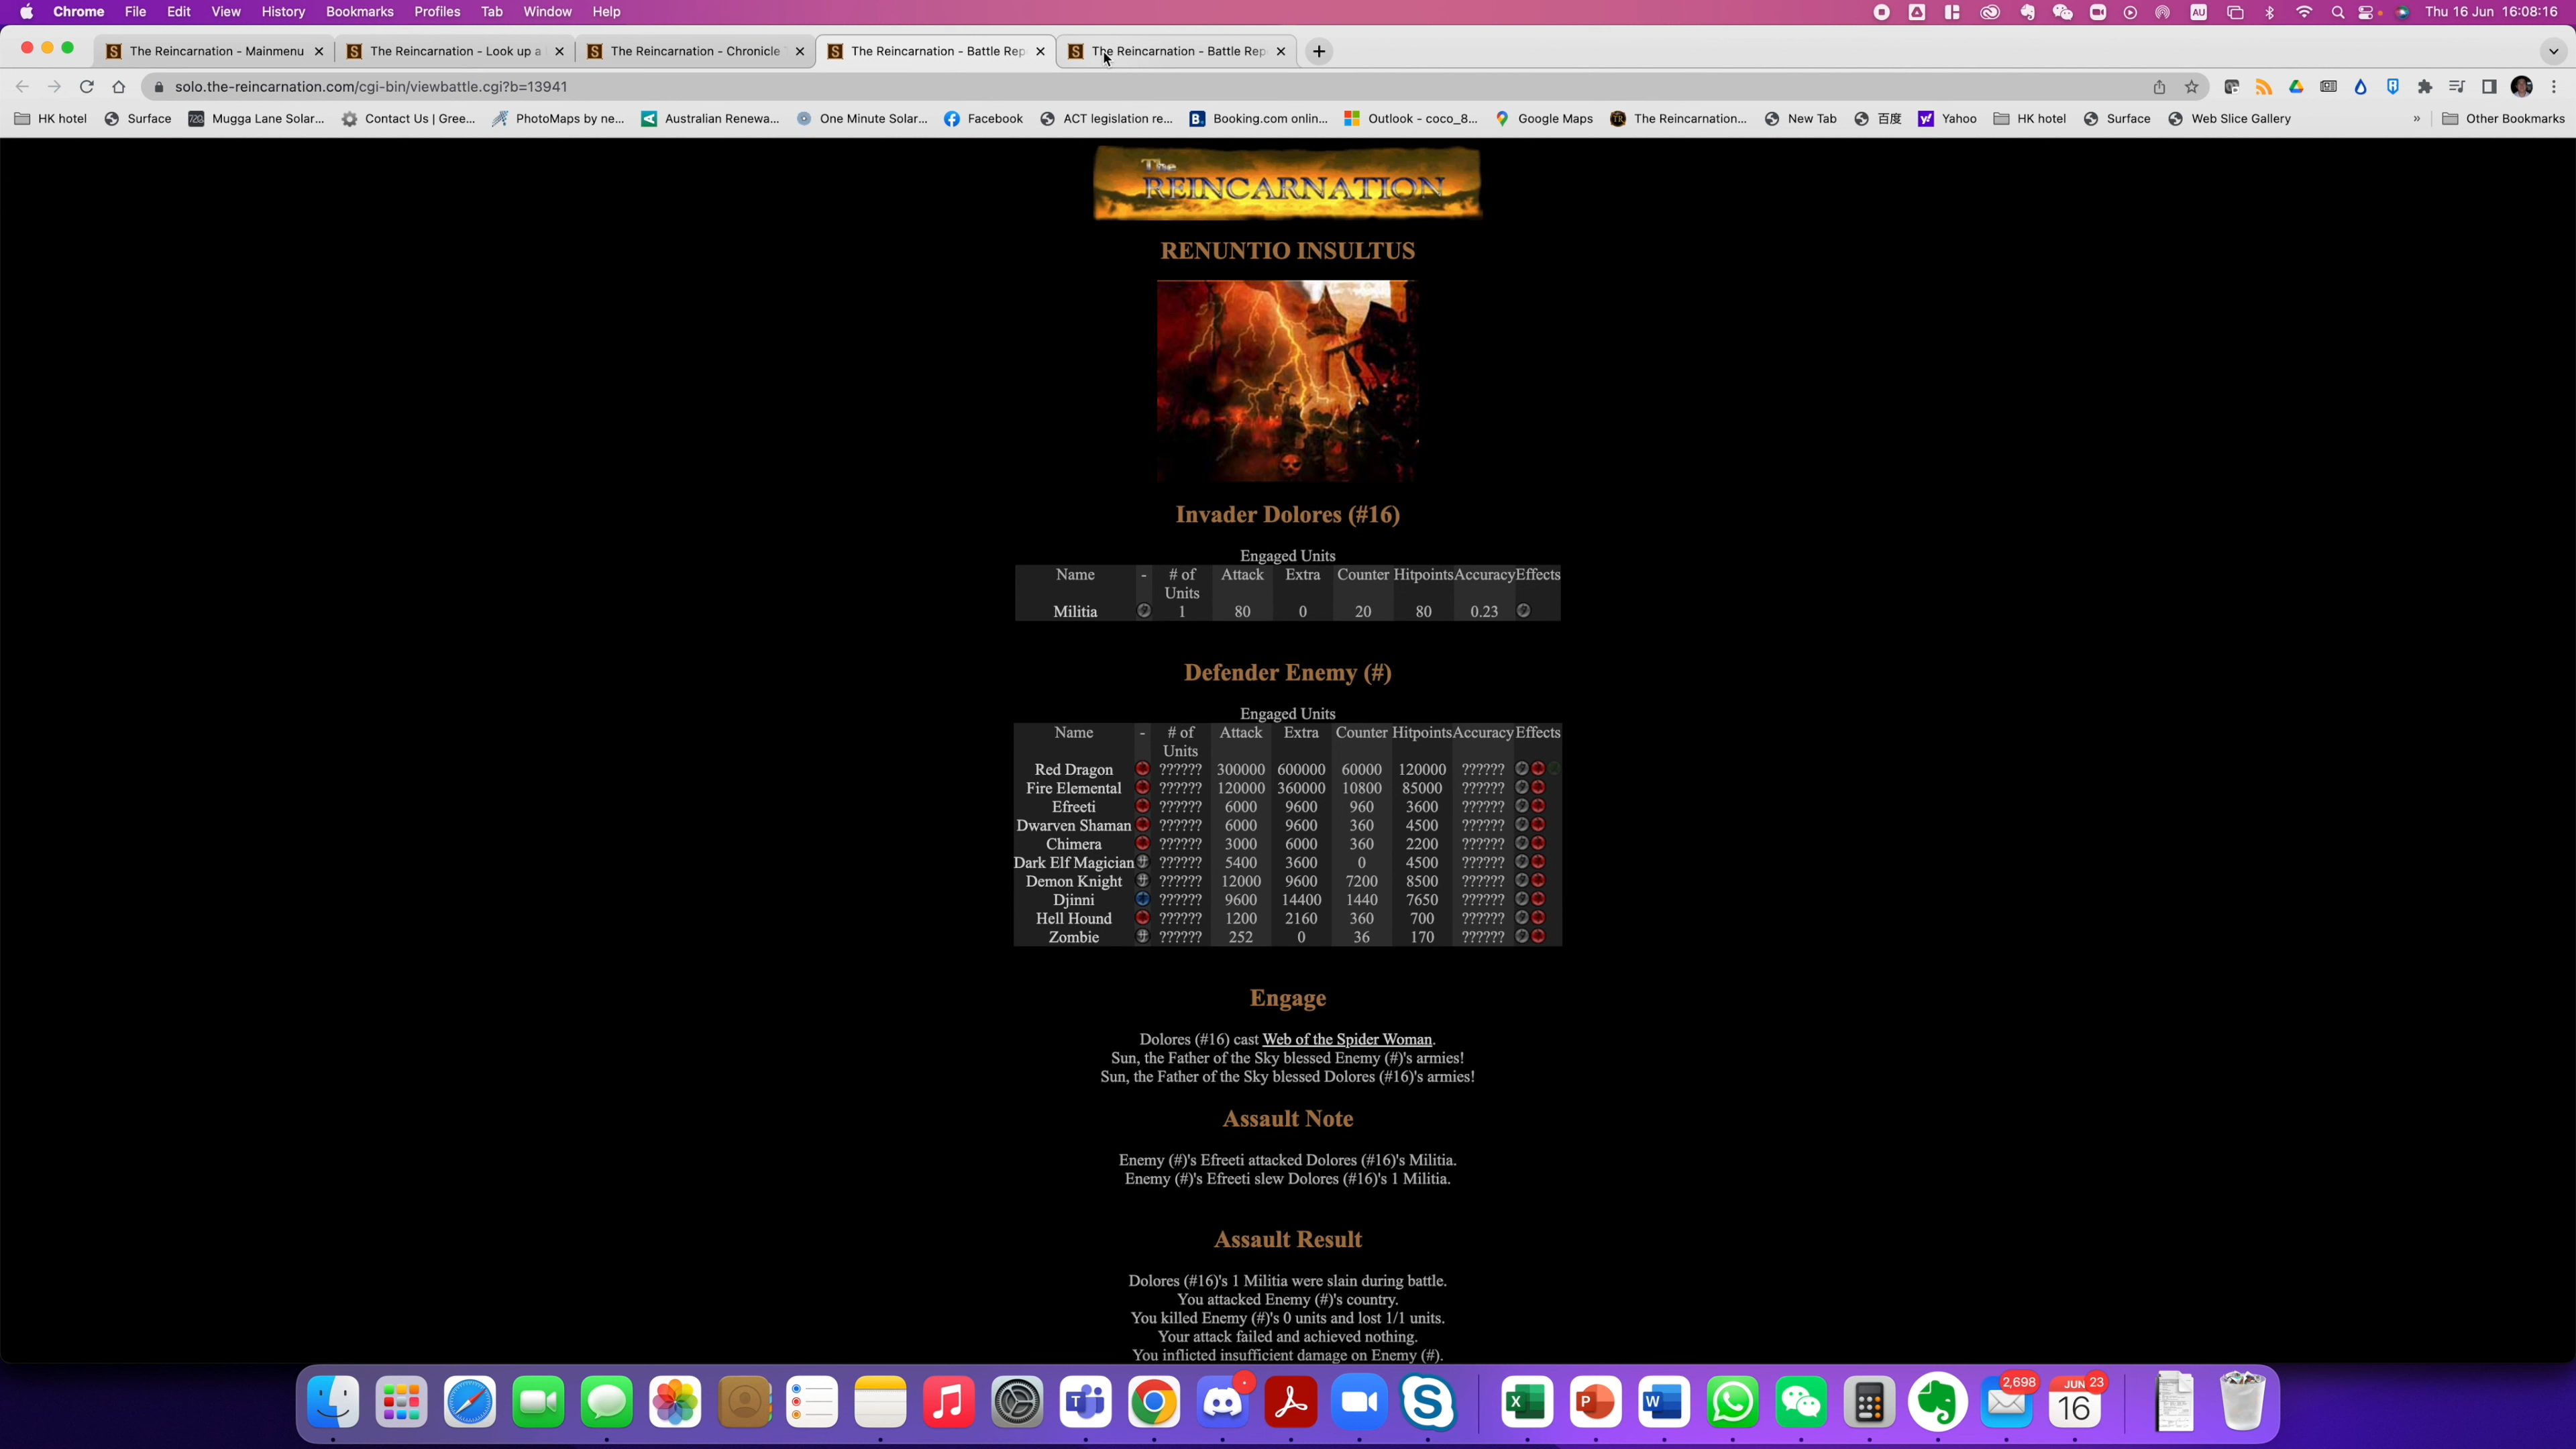 Chrome File Edit View History Bookmarks Profiles Tab Window Help AU Thu 16 Jun 16:08:16
The Reincarnation - Mainmenu The Reincarnation - Look up a The Reincarnation - Chronicle The Reincarnation - Battle Rep The Reincarnation - Battle Rep
solo.the-reincarnation.com/cgi-bin/viewbattle.cgi?b=13941
HK hotel Surface Mugga Lane Solar... Contact Us | Gree... PhotoMaps by ne... Australian Renewa... One Minute Solar... Facebook ACT legislation re... Booking.com onlin... Outlook - coco_8... Google Maps The Reincarnation... New Tab 百度 Yahoo HK hotel Surface Web Slice Gallery » Other Bookmarks
The
REINCARNATION
RENUNTIO INSULTUS
Invader Dolores (#16)
Engaged Units
Name - # of Units Attack Extra Counter Hitpoints Accuracy Effects
Militia 1 80 0 20 80 0.23
Defender Enemy (#)
Engaged Units
Name - # of Units Attack Extra Counter Hitpoints Accuracy Effects
Red Dragon ?????? 300000 600000 60000 120000 ??????
Fire Elemental ?????? 120000 360000 10800 85000 ??????
Efreeti ?????? 6000 9600 960 3600 ??????
Dwarven Shaman ?????? 6000 9600 360 4500 ??????
Chimera ?????? 3000 6000 360 2200 ??????
Dark Elf Magician ?????? 5400 3600 0 4500 ??????
Demon Knight ?????? 12000 9600 7200 8500 ??????
Djinni ?????? 9600 14400 1440 7650 ??????
Hell Hound ?????? 1200 2160 360 700 ??????
Zombie ?????? 252 0 36 170 ??????
Engage
Dolores (#16) cast Web of the Spider Woman.
Sun, the Father of the Sky blessed Enemy (#)'s armies!
Sun, the Father of the Sky blessed Dolores (#16)'s armies!
Assault Note
Enemy (#)'s Efreeti attacked Dolores (#16)'s Militia.
Enemy (#)'s Efreeti slew Dolores (#16)'s 1 Militia.
Assault Result
Dolores (#16)'s 1 Militia were slain during battle.
You attacked Enemy (#)'s country.
You killed Enemy (#)'s 0 units and lost 1/1 units.
Your attack failed and achieved nothing.
You inflicted insufficient damage on Enemy (#).
2,698 JUN 23
16